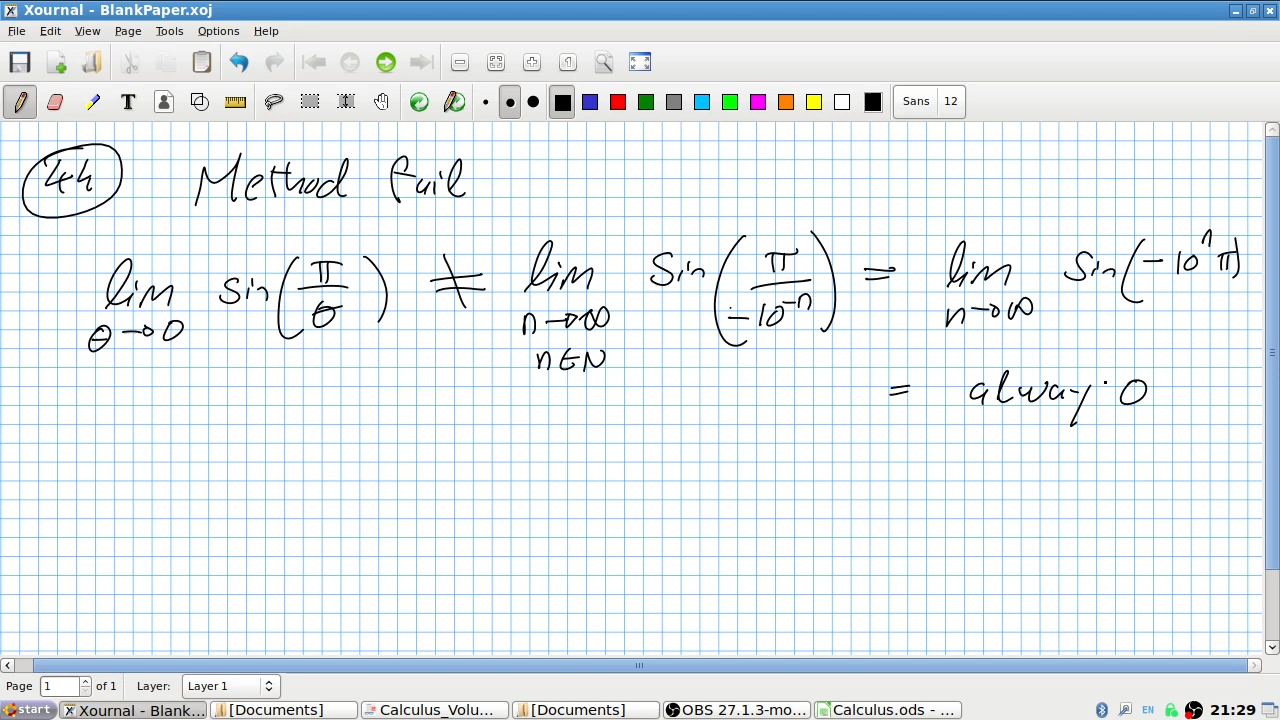 Xournal - BlankPaper.xoj
File Edit View Page Tools Options Help
Sans 12
44 Method fail
lim θ→0 sin(π/θ) ≠ lim n→∞ n∈N sin(π/-10^-n) = lim n→∞ sin(-10^n π)
= always 0
Page 1 of 1 Layer: Layer 1
start Xournal - Blank... [Documents] Calculus_Volu... [Documents] OBS 27.1.3-mo... Calculus.ods - ... EN 21:29